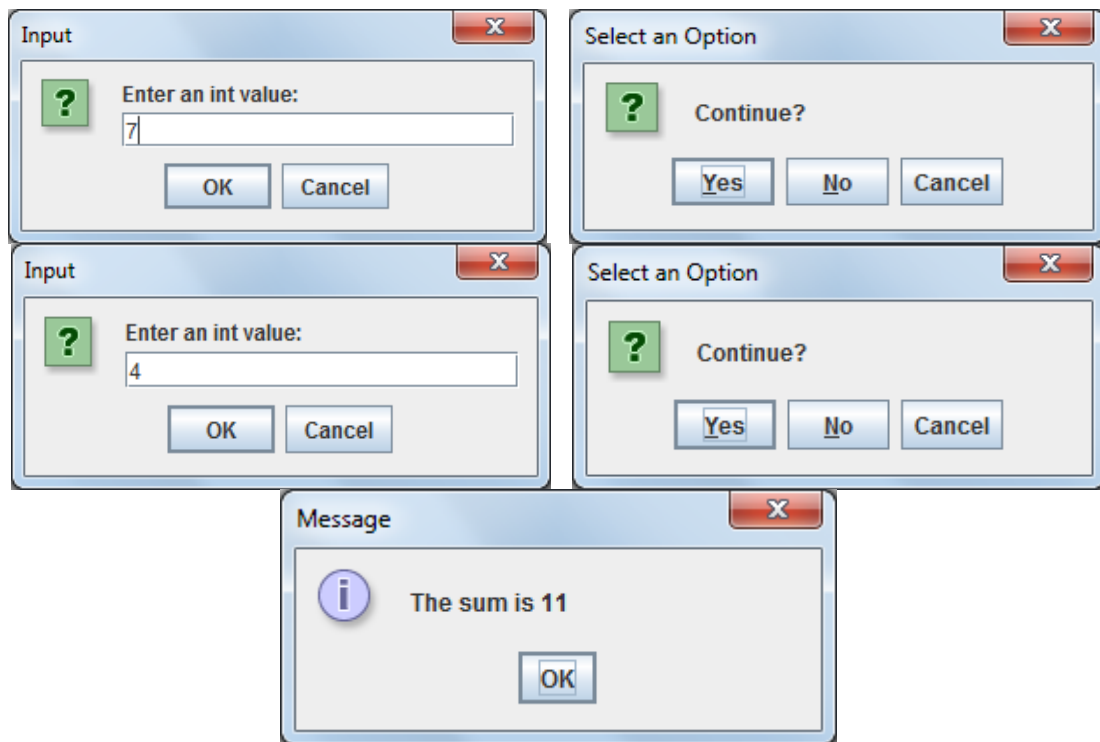 Input
Enter an int value:
7
OK Cancel
Select an Option
Continue?
Yes No Cancel
Input
Enter an int value:
4
OK Cancel
Select an Option
Continue?
Yes No Cancel
Message
The sum is 11
OK